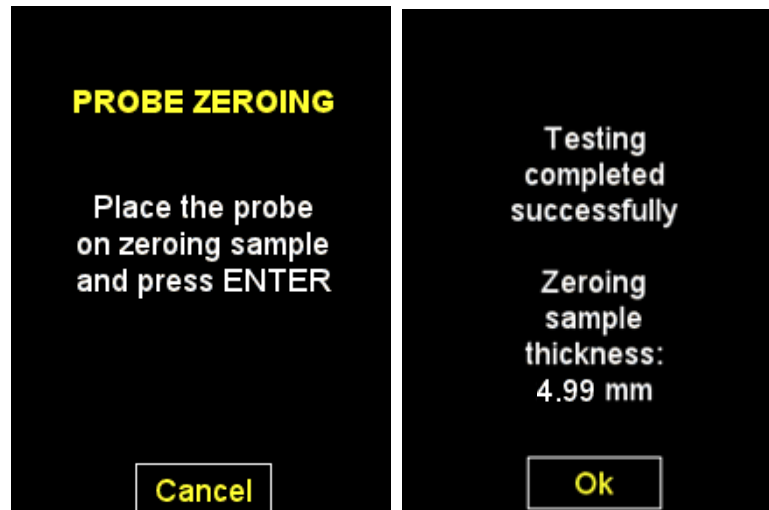 PROBE ZEROING
Place the probe
on zeroing sample
and press ENTER
Cancel
Testing
completed
successfully
Zeroing
sample
thickness:
4.99 mm
Ok